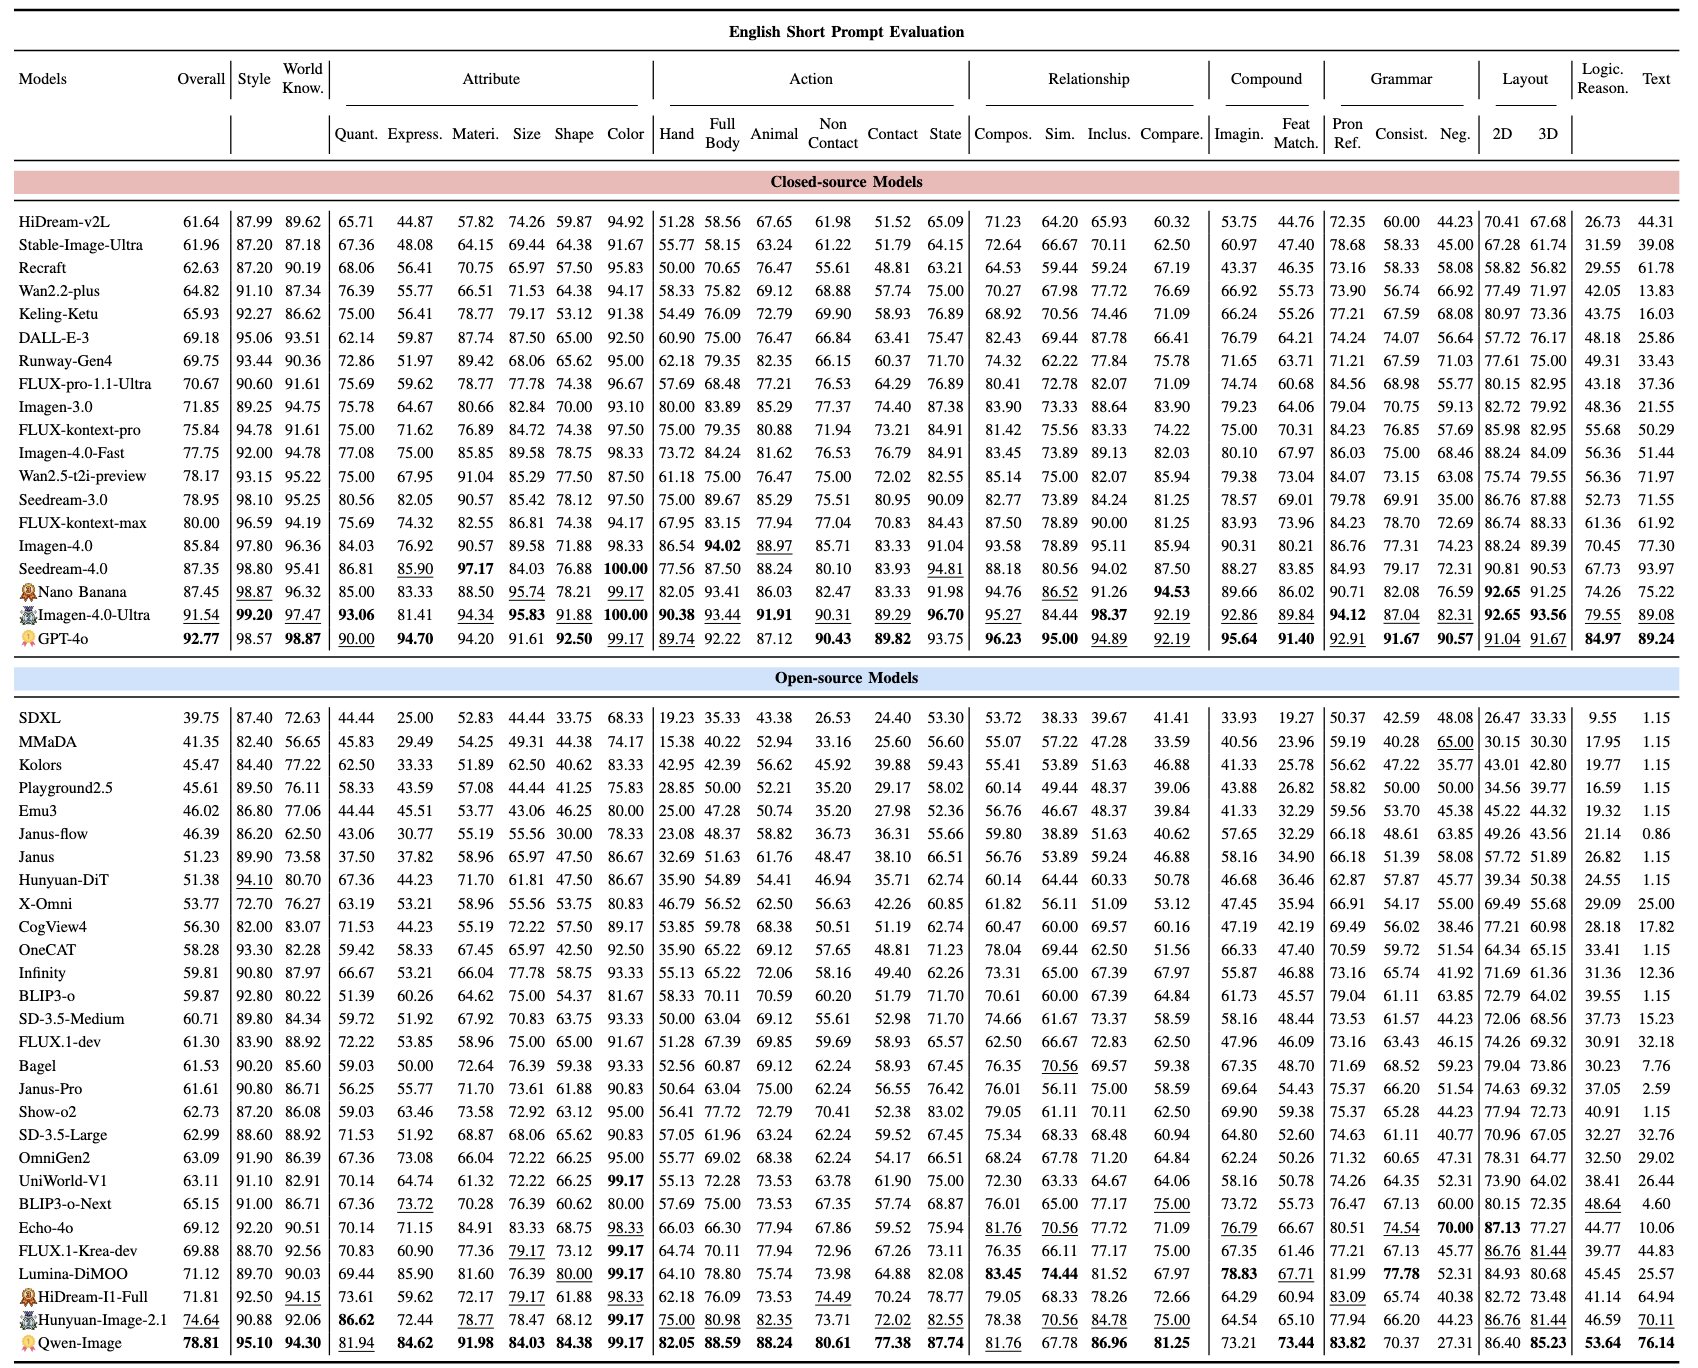 English Short Prompt Evaluation
Models Overall Style World Know. Attribute Action Relationship Compound Grammar Layout Logic. Reason. Text
Quant. Express. Materi. Size Shape Color Hand Full Body Animal Non Contact Contact State Compos. Sim. Inclus. Compare. Imagin. Feat Match. Pron Ref. Consist. Neg. 2D 3D
Closed-source Models
HiDream-v2L 61.64 87.99 89.62 65.71 44.87 57.82 74.26 59.87 94.92 51.28 58.56 67.65 61.98 51.52 65.09 71.23 64.20 65.93 60.32 53.75 44.76 72.35 60.00 44.23 70.41 67.68 26.73 44.31
Stable-Image-Ultra 61.96 87.20 87.18 67.36 48.08 64.15 69.44 64.38 91.67 55.77 58.15 63.24 61.22 51.79 64.15 72.64 66.67 70.11 62.50 60.97 47.40 78.68 58.33 45.00 67.28 61.74 31.59 39.08
Recraft 62.63 87.20 90.19 68.06 56.41 70.75 65.97 57.50 95.83 50.00 70.65 76.47 55.61 48.81 63.21 64.53 59.44 59.24 67.19 43.37 46.35 73.16 58.33 58.08 58.82 56.82 29.55 61.78
Wan2.2-plus 64.82 91.10 87.34 76.39 55.77 66.51 71.53 64.38 94.17 58.33 75.82 69.12 68.88 57.74 75.00 70.27 67.98 77.72 76.69 66.92 55.73 73.90 56.74 66.92 77.49 71.97 42.05 13.83
Keling-Ketu 65.93 92.27 86.62 75.00 56.41 78.77 79.17 53.12 91.38 54.49 76.09 72.79 69.90 58.93 76.89 68.92 70.56 74.46 71.09 66.24 55.26 77.21 67.59 68.08 80.97 73.36 43.75 16.03
DALL-E-3 69.18 95.06 93.51 62.14 59.87 87.74 87.50 65.00 92.50 60.90 75.00 76.47 66.84 63.41 75.47 82.43 69.44 87.78 66.41 76.79 64.21 74.24 74.07 56.64 57.72 76.17 48.18 25.86
Runway-Gen4 69.75 93.44 90.36 72.86 51.97 89.42 68.06 65.62 95.00 62.18 79.35 82.35 66.15 60.37 71.70 74.32 62.22 77.84 75.78 71.65 63.71 71.21 67.59 71.03 77.61 75.00 49.31 33.43
FLUX-pro-1.1-Ultra 70.67 90.60 91.61 75.69 59.62 78.77 77.78 74.38 96.67 57.69 68.48 77.21 76.53 64.29 76.89 80.41 72.78 82.07 71.09 74.74 60.68 84.56 68.98 55.77 80.15 82.95 43.18 37.36
Imagen-3.0 71.85 89.25 94.75 75.78 64.67 80.66 82.84 70.00 93.10 80.00 83.89 85.29 77.37 74.40 87.38 83.90 73.33 88.64 83.90 79.23 64.06 79.04 70.75 59.13 82.72 79.92 48.36 21.55
FLUX-kontext-pro 75.84 94.78 91.61 75.00 71.62 76.89 84.72 74.38 97.50 75.00 79.35 80.88 71.94 73.21 84.91 81.42 75.56 83.33 74.22 75.00 70.31 84.23 76.85 57.69 85.98 82.95 55.68 50.29
Imagen-4.0-Fast 77.75 92.00 94.78 77.08 75.00 85.85 89.58 78.75 98.33 73.72 84.24 81.62 76.53 76.79 84.91 83.45 73.89 89.13 82.03 80.10 67.97 86.03 75.00 68.46 88.24 84.09 56.36 51.44
Wan2.5-t2i-preview 78.17 93.15 95.22 75.00 67.95 91.04 85.29 77.50 87.50 61.18 75.00 76.47 75.00 72.02 82.55 85.14 75.00 82.07 85.94 79.38 73.04 84.07 73.15 63.08 75.74 79.55 56.36 71.97
Seedream-3.0 78.95 98.10 95.25 80.56 82.05 90.57 85.42 78.12 97.50 75.00 89.67 85.29 75.51 80.95 90.09 82.77 73.89 84.24 81.25 78.57 69.01 79.78 69.91 35.00 86.76 87.88 52.73 71.55
FLUX-kontext-max 80.00 96.59 94.19 75.69 74.32 82.55 86.81 74.38 94.17 67.95 83.15 77.94 77.04 70.83 84.43 87.50 78.89 90.00 81.25 83.93 73.96 84.23 78.70 72.69 86.74 88.33 61.36 61.92
Imagen-4.0 85.84 97.80 96.36 84.03 76.92 90.57 89.58 71.88 98.33 86.54 94.02 88.97 85.71 83.33 91.04 93.58 78.89 95.11 85.94 90.31 80.21 86.76 77.31 74.23 88.24 89.39 70.45 77.30
Seedream-4.0 87.35 98.80 95.41 86.81 85.90 97.17 84.03 76.88 100.00 77.56 87.50 88.24 80.10 83.93 94.81 88.18 80.56 94.02 87.50 88.27 83.85 84.93 79.17 72.31 90.81 90.53 67.73 93.97
Nano Banana 87.45 98.87 96.32 85.00 83.33 88.50 95.74 78.21 99.17 82.05 93.41 86.03 82.47 83.33 91.98 94.76 86.52 91.26 94.53 89.66 86.02 90.71 82.08 76.59 92.65 91.25 74.26 75.22
Imagen-4.0-Ultra 91.54 99.20 97.47 93.06 81.41 94.34 95.83 91.88 100.00 90.38 93.44 91.91 90.31 89.29 96.70 95.27 84.44 98.37 92.19 92.86 89.84 94.12 87.04 82.31 92.65 93.56 79.55 89.08
GPT-4o 92.77 98.57 98.87 90.00 94.70 94.20 91.61 92.50 99.17 89.74 92.22 87.12 90.43 89.82 93.75 96.23 95.00 94.89 92.19 95.64 91.40 92.91 91.67 90.57 91.04 91.67 84.97 89.24
Open-source Models
SDXL 39.75 87.40 72.63 44.44 25.00 52.83 44.44 33.75 68.33 19.23 35.33 43.38 26.53 24.40 53.30 53.72 38.33 39.67 41.41 33.93 19.27 50.37 42.59 48.08 26.47 33.33 9.55 1.15
MMaDA 41.35 82.40 56.65 45.83 29.49 54.25 49.31 44.38 74.17 15.38 40.22 52.94 33.16 25.60 56.60 55.07 57.22 47.28 33.59 40.56 23.96 59.19 40.28 65.00 30.15 30.30 17.95 1.15
Kolors 45.47 84.40 77.22 62.50 33.33 51.89 62.50 40.62 83.33 42.95 42.39 56.62 45.92 39.88 59.43 55.41 53.89 51.63 46.88 41.33 25.78 56.62 47.22 35.77 43.01 42.80 19.77 1.15
Playground2.5 45.61 89.50 76.11 58.33 43.59 57.08 44.44 41.25 75.83 28.85 50.00 52.21 35.20 29.17 58.02 60.14 49.44 48.37 39.06 43.88 26.82 58.82 50.00 50.00 34.56 39.77 16.59 1.15
Emu3 46.02 86.80 77.06 44.44 45.51 53.77 43.06 46.25 80.00 25.00 47.28 50.74 35.20 27.98 52.36 56.76 46.67 48.37 39.84 41.33 32.29 59.56 53.70 45.38 45.22 44.32 19.32 1.15
Janus-flow 46.39 86.20 62.50 43.06 30.77 55.19 55.56 30.00 78.33 23.08 48.37 58.82 36.73 36.31 55.66 59.80 38.89 51.63 40.62 57.65 32.29 66.18 48.61 63.85 49.26 43.56 21.14 0.86
Janus 51.23 89.90 73.58 37.50 37.82 58.96 65.97 47.50 86.67 32.69 51.63 61.76 48.47 38.10 66.51 56.76 53.89 59.24 46.88 58.16 34.90 66.18 51.39 58.08 57.72 51.89 26.82 1.15
Hunyuan-DiT 51.38 94.10 80.70 67.36 44.23 71.70 61.81 47.50 86.67 35.90 54.89 54.41 46.94 35.71 62.74 60.14 64.44 60.33 50.78 46.68 36.46 62.87 57.87 45.77 39.34 50.38 24.55 1.15
X-Omni 53.77 72.70 76.27 63.19 53.21 58.96 55.56 53.75 80.83 46.79 56.52 62.50 56.63 42.26 60.85 61.82 56.11 51.09 53.12 47.45 35.94 66.91 54.17 55.00 69.49 55.68 29.09 25.00
CogView4 56.30 82.00 83.07 71.53 44.23 55.19 72.22 57.50 89.17 53.85 59.78 68.38 50.51 51.19 62.74 60.47 60.00 69.57 60.16 47.19 42.19 69.49 56.02 38.46 77.21 60.98 28.18 17.82
OneCAT 58.28 93.30 82.28 59.42 58.33 67.45 65.97 42.50 92.50 35.90 65.22 69.12 57.65 48.81 71.23 78.04 69.44 62.50 51.56 66.33 47.40 70.59 59.72 51.54 64.34 65.15 33.41 1.15
Infinity 59.81 90.80 87.97 66.67 53.21 66.04 77.78 58.75 93.33 55.13 65.22 72.06 58.16 49.40 62.26 73.31 65.00 67.39 67.97 55.87 46.88 73.16 65.74 41.92 71.69 61.36 31.36 12.36
BLIP3-o 59.87 92.80 80.22 51.39 60.26 64.62 75.00 54.37 81.67 58.33 70.11 70.59 60.20 51.79 71.70 70.61 60.00 67.39 64.84 61.73 45.57 79.04 61.11 63.85 72.79 64.02 39.55 1.15
SD-3.5-Medium 60.71 89.80 84.34 59.72 51.92 67.92 70.83 63.75 93.33 50.00 63.04 69.12 55.61 52.98 71.70 74.66 61.67 73.37 58.59 58.16 48.44 73.53 61.57 44.23 72.06 68.56 37.73 15.23
FLUX.1-dev 61.30 83.90 88.92 72.22 53.85 58.96 75.00 65.00 91.67 51.28 67.39 69.85 59.69 58.93 65.57 62.50 66.67 72.83 62.50 47.96 46.09 73.16 63.43 46.15 74.26 69.32 30.91 32.18
Bagel 61.53 90.20 85.60 59.03 50.00 72.64 76.39 59.38 93.33 52.56 60.87 69.12 62.24 58.93 67.45 76.35 70.56 69.57 59.38 67.35 48.70 71.69 68.52 59.23 79.04 73.86 30.23 7.76
Janus-Pro 61.61 90.80 86.71 56.25 55.77 71.70 73.61 61.88 90.83 50.64 63.04 75.00 62.24 56.55 76.42 76.01 56.11 75.00 58.59 69.64 54.43 75.37 66.20 51.54 74.63 69.32 37.05 2.59
Show-o2 62.73 87.20 86.08 59.03 63.46 73.58 72.92 63.12 95.00 56.41 77.72 72.79 70.41 52.38 83.02 79.05 61.11 70.11 62.50 69.90 59.38 75.37 65.28 44.23 77.94 72.73 40.91 1.15
SD-3.5-Large 62.99 88.60 88.92 71.53 51.92 68.87 68.06 65.62 90.83 57.05 61.96 63.24 62.24 59.52 67.45 75.34 68.33 68.48 60.94 64.80 52.60 74.63 61.11 40.77 70.96 67.05 32.27 32.76
OmniGen2 63.09 91.90 86.39 67.36 73.08 66.04 72.22 66.25 95.00 55.77 69.02 68.38 62.24 54.17 66.51 68.24 67.78 71.20 64.84 62.24 50.26 71.32 60.65 47.31 78.31 64.77 32.50 29.02
UniWorld-V1 63.11 91.10 82.91 70.14 64.74 61.32 72.22 66.25 99.17 55.13 72.28 73.53 63.78 61.90 75.00 72.30 63.33 64.67 64.06 58.16 50.78 74.26 64.35 52.31 73.90 64.02 38.41 26.44
BLIP3-o-Next 65.15 91.00 86.71 67.36 73.72 70.28 76.39 60.62 80.00 57.69 75.00 73.53 67.35 57.74 68.87 76.01 65.00 77.17 75.00 73.72 55.73 76.47 67.13 60.00 80.15 72.35 48.64 4.60
Echo-4o 69.12 92.20 90.51 70.14 71.15 84.91 83.33 68.75 98.33 66.03 66.30 77.94 67.86 59.52 75.94 81.76 70.56 77.72 71.09 76.79 66.67 80.51 74.54 70.00 87.13 77.27 44.77 10.06
FLUX.1-Krea-dev 69.88 88.70 92.56 70.83 60.90 77.36 79.17 73.12 99.17 64.74 70.11 77.94 72.96 67.26 73.11 76.35 66.11 77.17 75.00 67.35 61.46 77.21 67.13 45.77 86.76 81.44 39.77 44.83
Lumina-DiMOO 71.12 89.70 90.03 69.44 85.90 81.60 76.39 80.00 99.17 64.10 78.80 75.74 73.98 64.88 82.08 83.45 74.44 81.52 67.97 78.83 67.71 81.99 77.78 52.31 84.93 80.68 45.45 25.57
HiDream-I1-Full 71.81 92.50 94.15 73.61 59.62 72.17 79.17 61.88 98.33 62.18 76.09 73.53 74.49 70.24 78.77 79.05 68.33 78.26 72.66 64.29 60.94 83.09 65.74 40.38 82.72 73.48 41.14 64.94
Hunyuan-Image-2.1 74.64 90.88 92.06 86.62 72.44 78.77 78.47 68.12 99.17 75.00 80.98 82.35 73.71 72.02 82.55 78.38 70.56 84.78 75.00 64.54 65.10 77.94 66.20 44.23 86.76 81.44 46.59 70.11
Qwen-Image 78.81 95.10 94.30 81.94 84.62 91.98 84.03 84.38 99.17 82.05 88.59 88.24 80.61 77.38 87.74 81.76 67.78 86.96 81.25 73.21 73.44 83.82 70.37 27.31 86.40 85.23 53.64 76.14